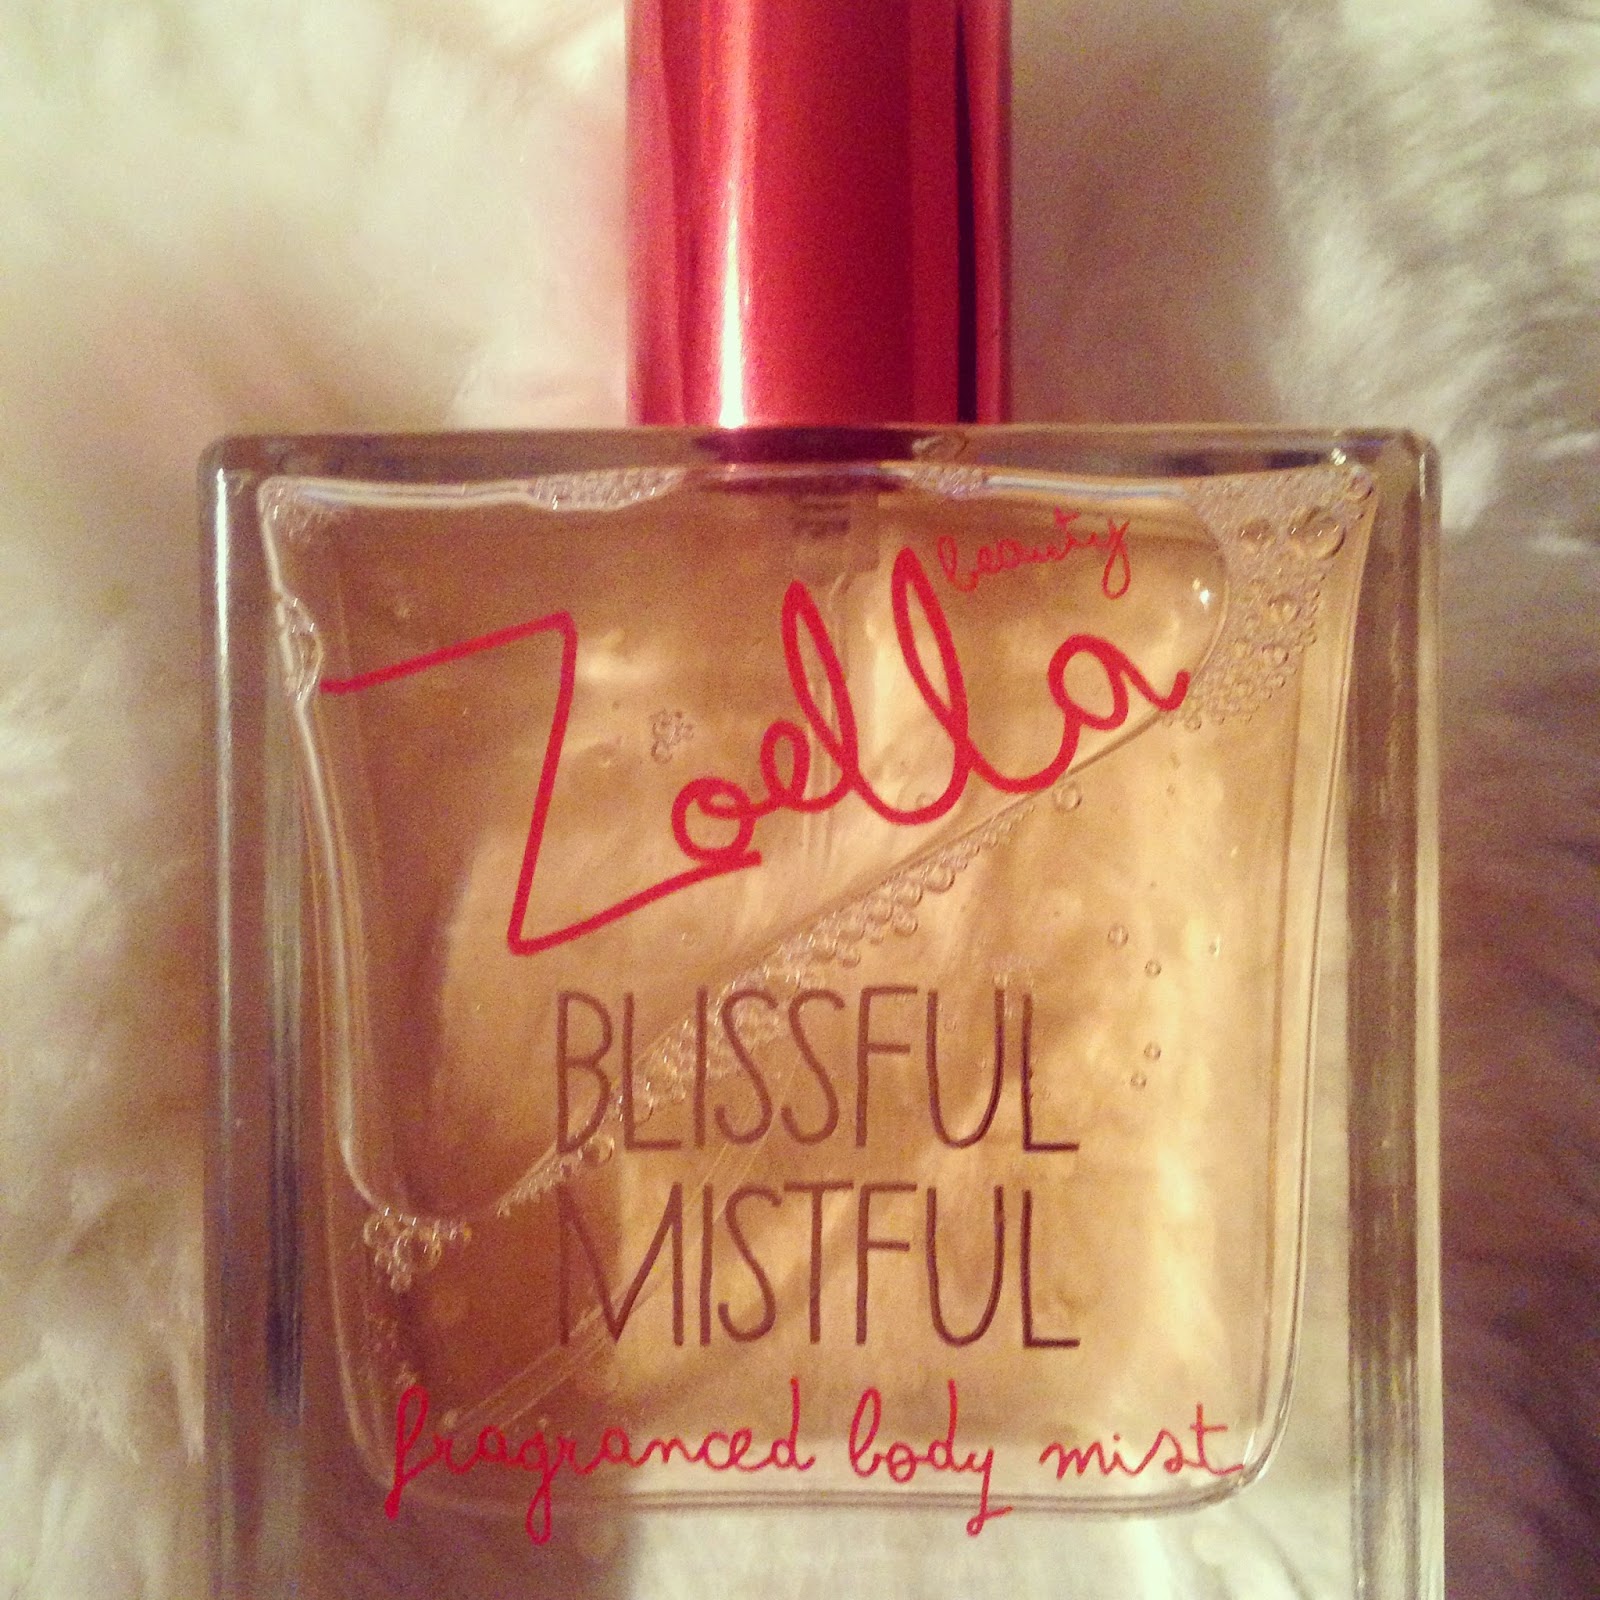 beauty
Zoella
BLISSFUL
MISTFUL
fragranced body mist